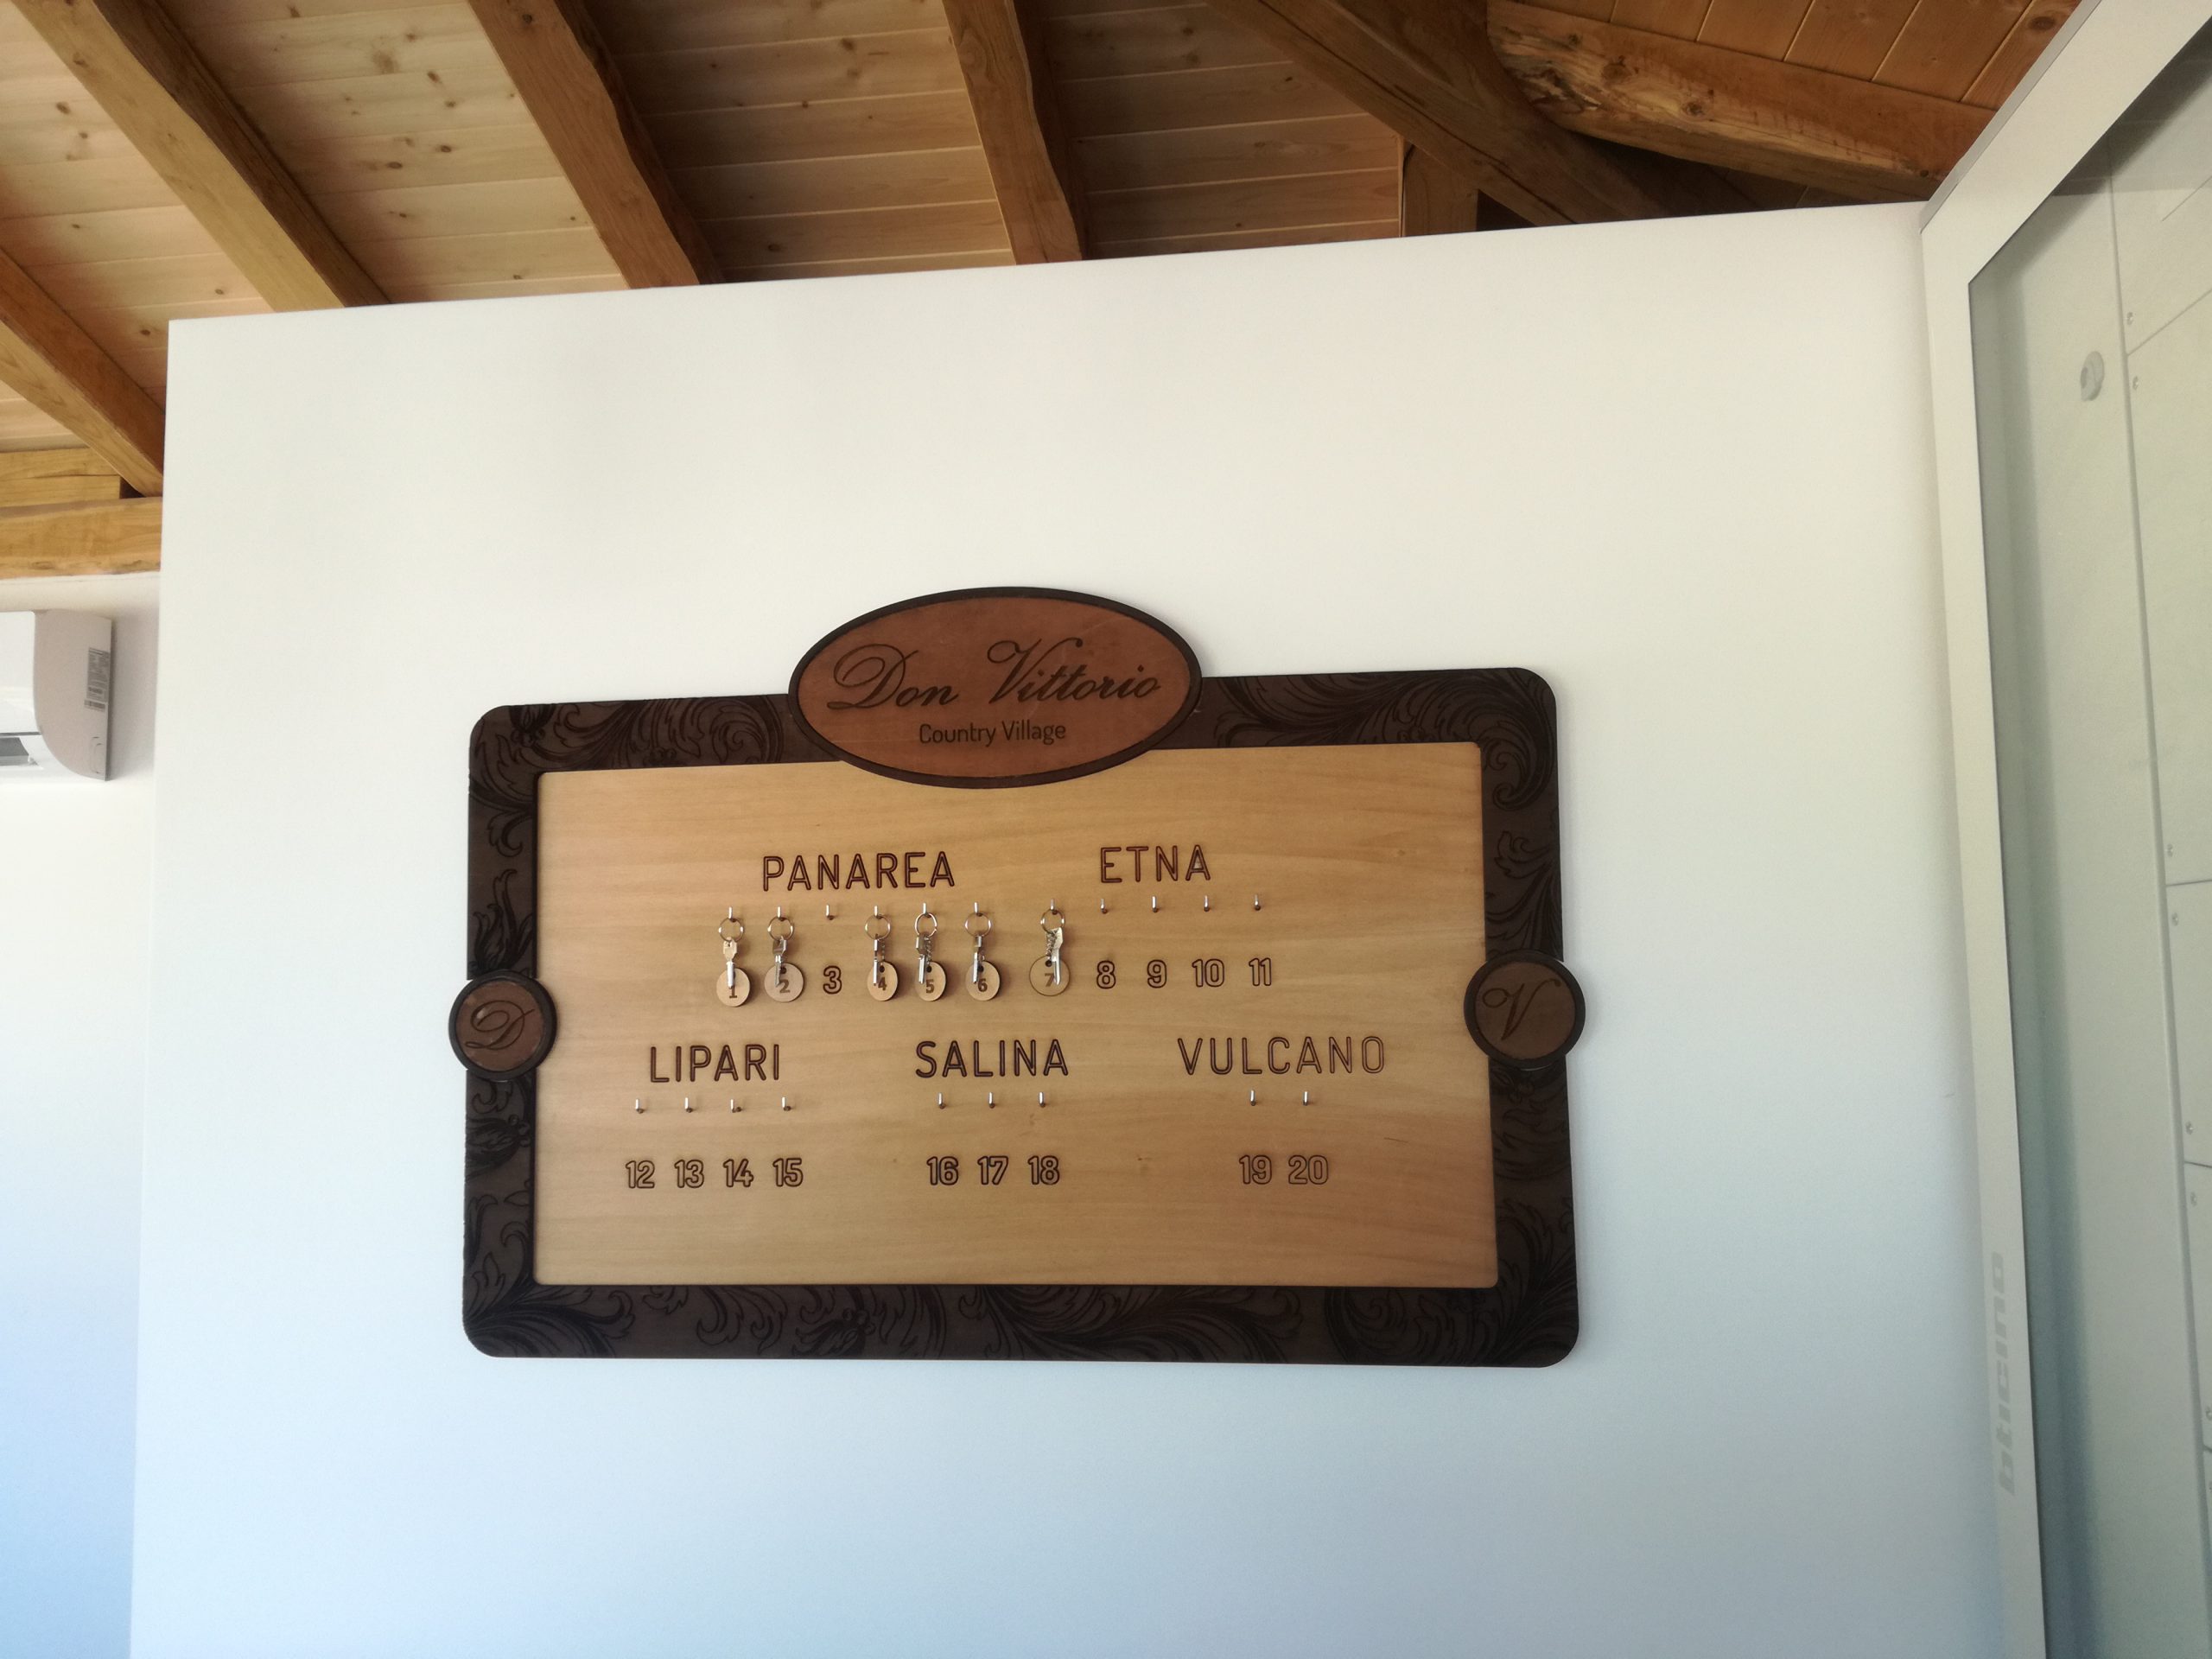 Don Vittorio
Country Village
PANAREA ETNA
1 2 3 4 5 6 7 8 9 10 11
D V
LIPARI SALINA VULCANO
12 13 14 15 16 17 18 19 20
bticino